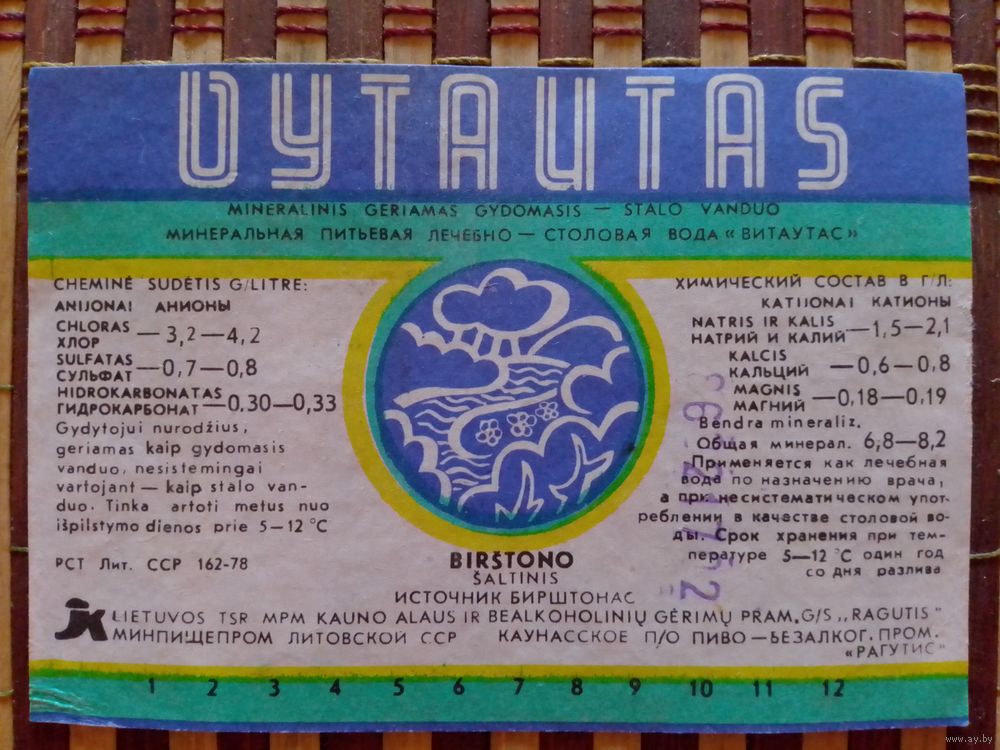 VYTAUTAS
MINERALINIS GERIAMAS GYDOMASIS — STALO VANDUO
МИНЕРАЛЬНАЯ ПИТЬЕВАЯ ЛЕЧЕБНО — СТОЛОВАЯ ВОДА «ВИТАУТАС»
CHEMINĖ SUDĖTIS G/LITRE:
ANIJONAI АНИОНЫ
CHLORAS
ХЛОР — 3,2 — 4,2
SULFATAS
СУЛЬФАТ — 0,7 — 0,8
HIDROKARBONATAS
ГИДРОКАРБОНАТ — 0,30 — 0,33
Gydytojui nurodžius,
geriamas kaip gydomasis
vanduo, nesistemingai
vartojant — kaip stalo van-
duo. Tinka artoti metus nuo
išpilstymo dienos prie 5 — 12 °C
РСТ Лит. ССР 162-78
ХИМИЧЕСКИЙ СОСТАВ В Г/Л:
KATIJONAI КАТИОНЫ
NATRIS IR KALIS
НАТРИЙ И КАЛИЙ — 1,5 — 2,1
KALCIS
КАЛЬЦИЙ — 0,6 — 0,8
MAGNIS
МАГНИЙ — 0,18 — 0,19
Bendra mineraliz.
Общая минерал. 6,8 — 8,2
Применяется как лечебная
вода по назначению врача,
а при несистематическом упот-
реблении в качестве столовой во-
ды. Срок хранения при тем-
пературе 5—12 °C один год
со дня разлива
BIRŠTONO
ŠALTINIS
ИСТОЧНИК БИРШТОНАС
LIETUVOS TSR MPM KAUNO ALAUS IR BEALKOHOLINIŲ GĖRIMŲ PRAM. G/S „RAGUTIS"
МИНПИЩЕПРОМ ЛИТОВСКОЙ ССР КАУНАССКОЕ П/О ПИВО — БЕЗАЛКОГ. ПРОМ.
«РАГУТИС»
1 2 3 4 5 6 7 8 9 10 11 12
www.ay.by